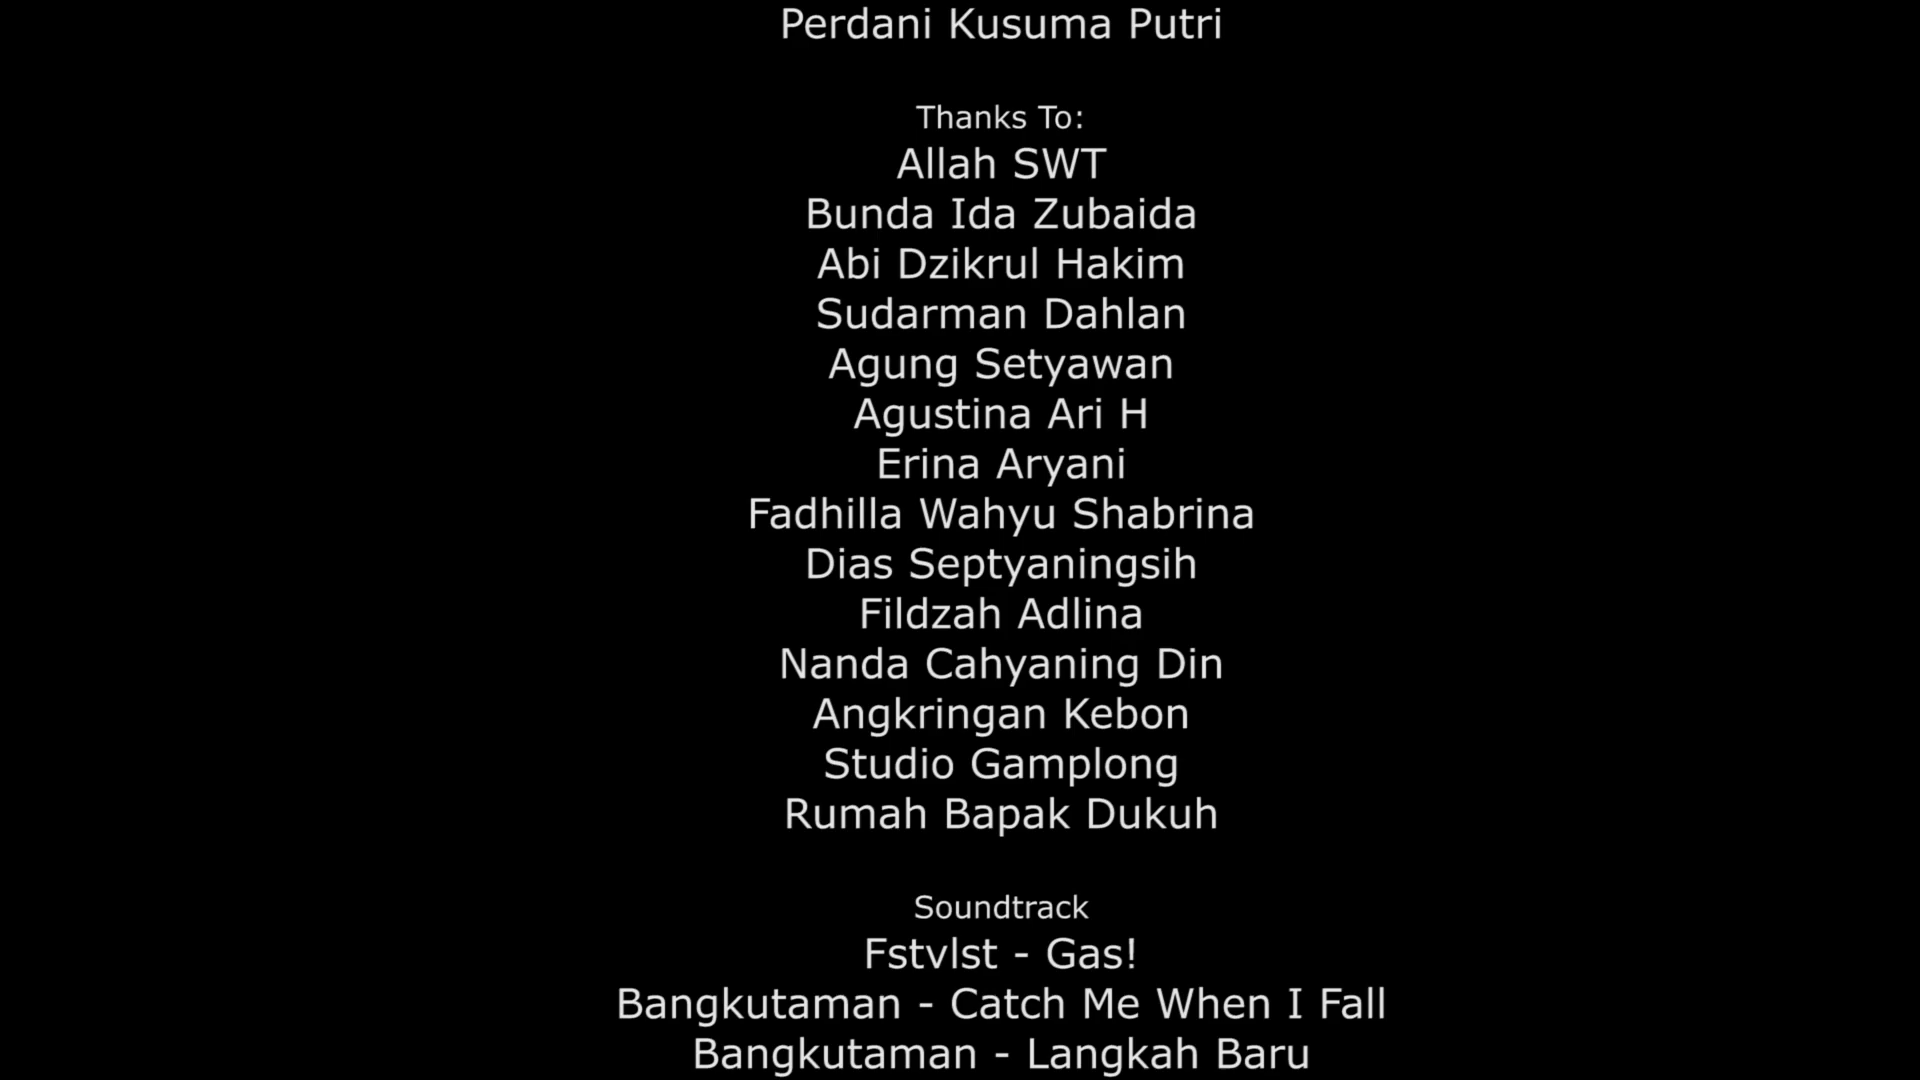 Perdani Kusuma Putri
Thanks To:
Allah SWT
Bunda Ida Zubaida
Abi Dzikrul Hakim
Sudarman Dahlan
Agung Setyawan
Agustina Ari H
Erina Aryani
Fadhilla Wahyu Shabrina
Dias Septyaningsih
Fildzah Adlina
Nanda Cahyaning Din
Angkringan Kebon
Studio Gamplong
Rumah Bapak Dukuh
Soundtrack
Fstvlst - Gas!
Bangkutaman - Catch Me When I Fall
Bangkutaman - Langkah Baru